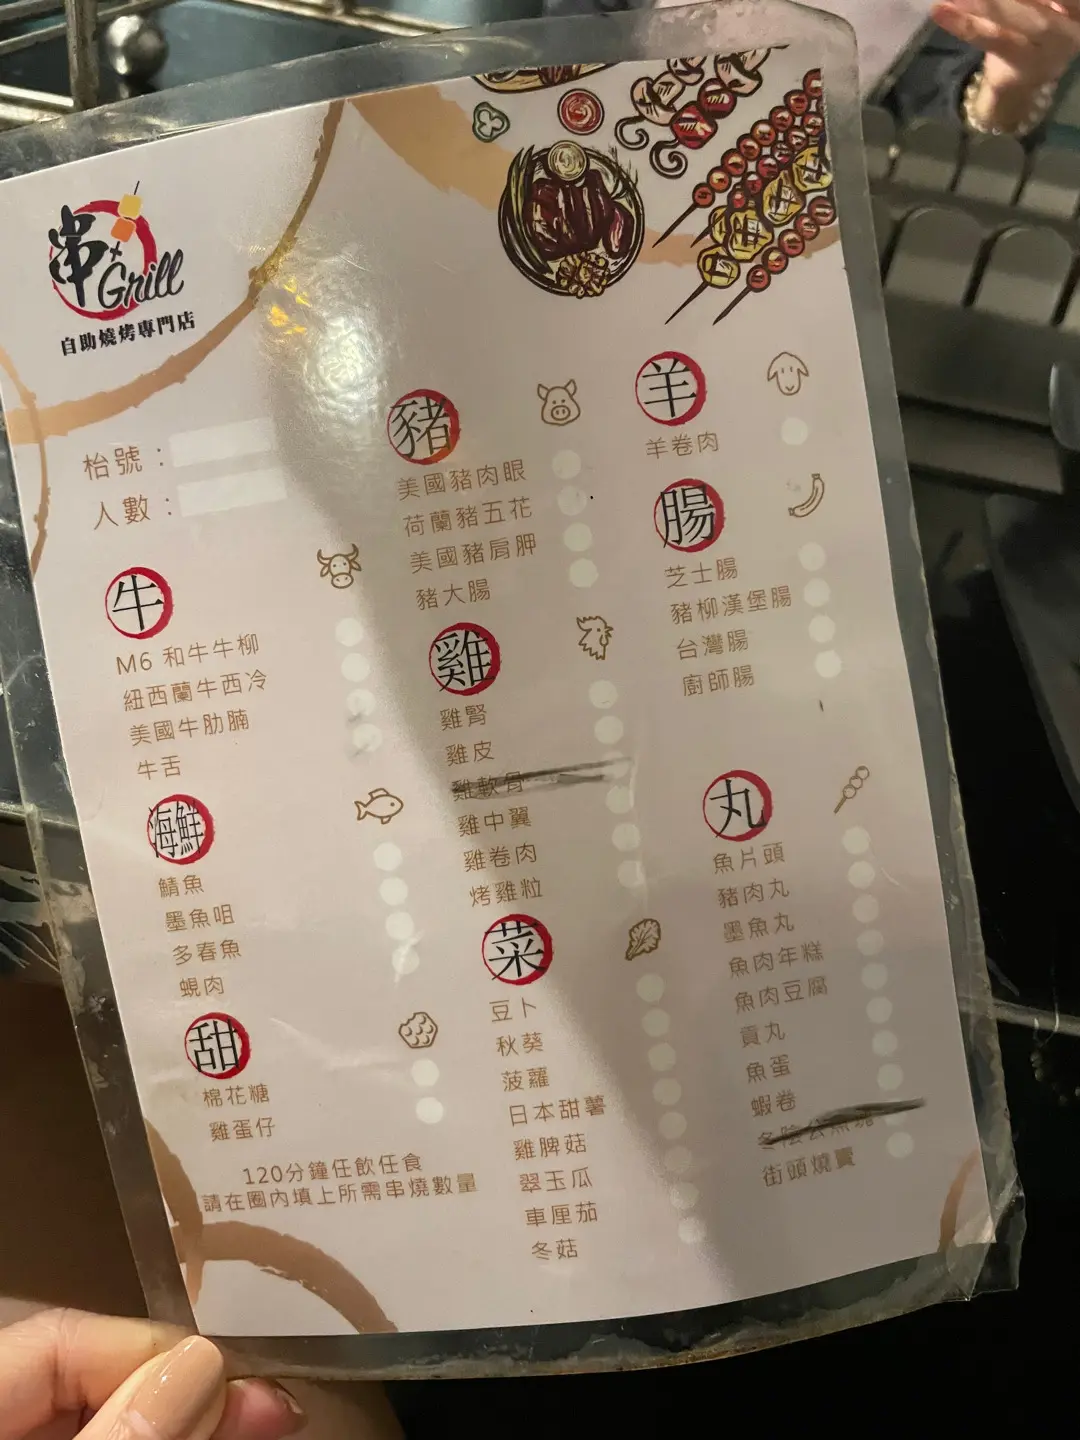 串+Grill
自助燒烤專門店
枱號：
人數：
牛
M6 和牛牛柳
紐西蘭牛西冷
美國牛肋腩
牛舌
海鮮
鯖魚
墨魚咀
多春魚
蜆肉
甜
棉花糖
雞蛋仔
120分鐘任飲任食
請在圈內填上所需串燒數量
豬
美國豬肉眼
荷蘭豬五花
美國豬肩胛
豬大腸
雞
雞腎
雞皮
雞軟骨
雞中翼
雞卷肉
烤雞粒
菜
豆卜
秋葵
菠蘿
日本甜薯
雞脾菇
翠玉瓜
車厘茄
冬菇
羊
羊卷肉
腸
芝士腸
豬柳漢堡腸
台灣腸
廚師腸
丸
魚片頭
豬肉丸
墨魚丸
魚肉年糕
魚肉豆腐
貢丸
魚蛋
蝦卷
冬陰公
街頭燒賣